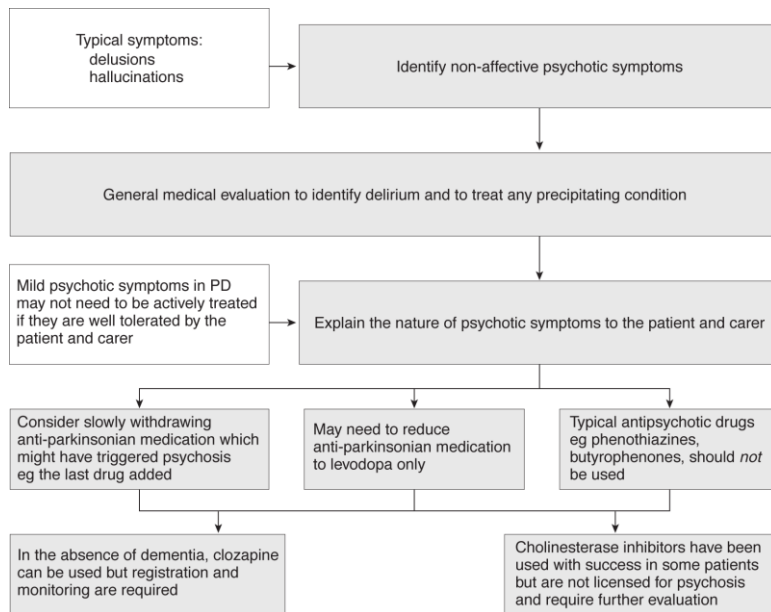 Typical symptoms:
delusions
hallucinations
Identify non-affective psychotic symptoms
General medical evaluation to identify delirium and to treat any precipitating condition
Mild psychotic symptoms in PD
may not need to be actively treated
if they are well tolerated by the
patient and carer
Explain the nature of psychotic symptoms to the patient and carer
Consider slowly withdrawing
anti-parkinsonian medication which
might have triggered psychosis
eg the last drug added
May need to reduce
anti-parkinsonian medication
to levodopa only
Typical antipsychotic drugs
eg phenothiazines,
butyrophenones, should not
be used
In the absence of dementia, clozapine
can be used but registration and
monitoring are required
Cholinesterase inhibitors have been
used with success in some patients
but are not licensed for psychosis
and require further evaluation